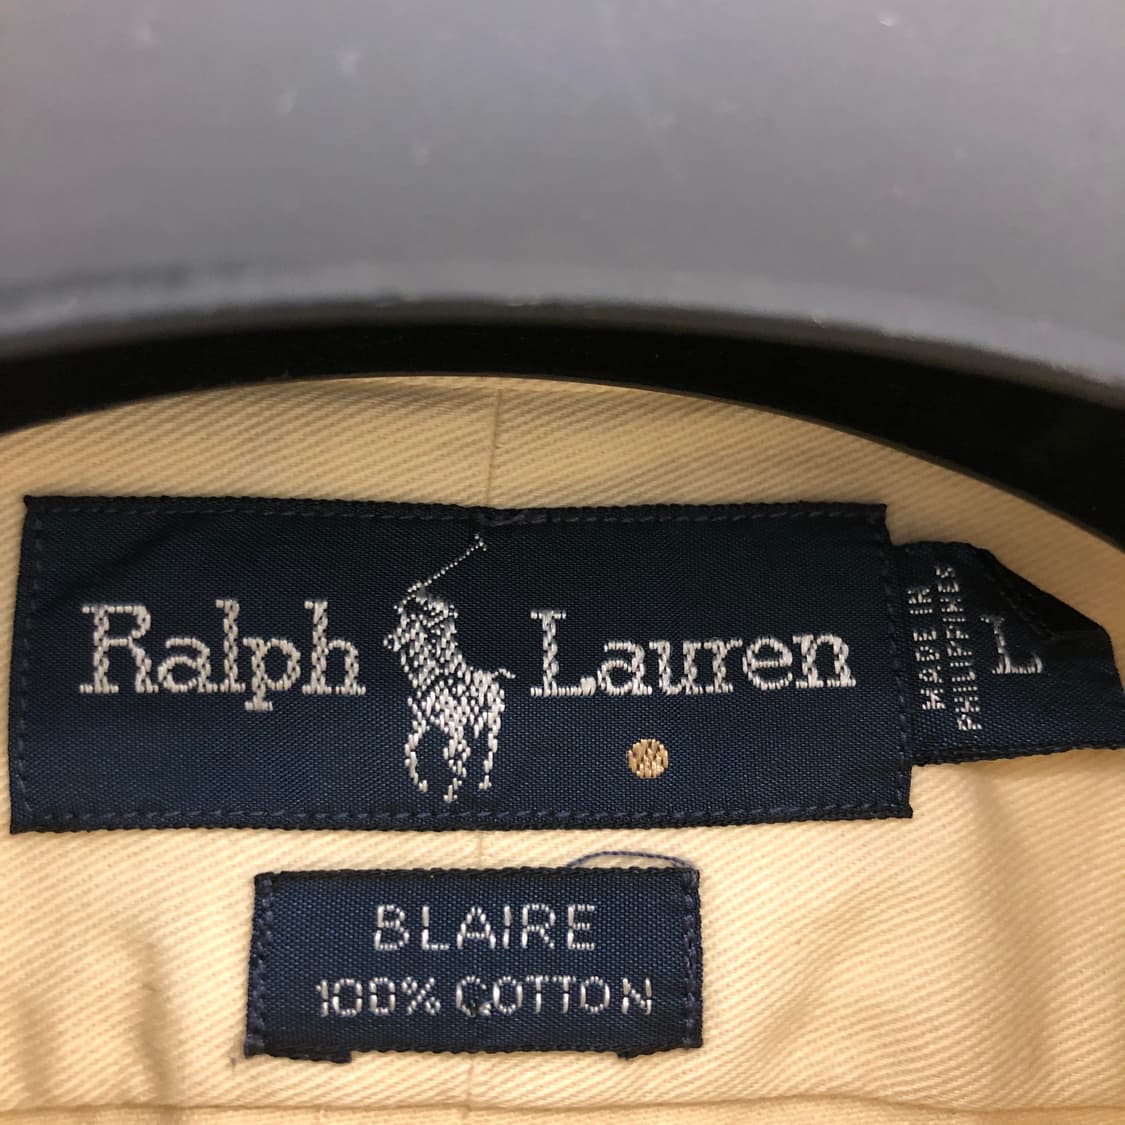 Ralph Lauren
MADE IN
PHILIPPINES
L
BLAIRE
100% COTTON